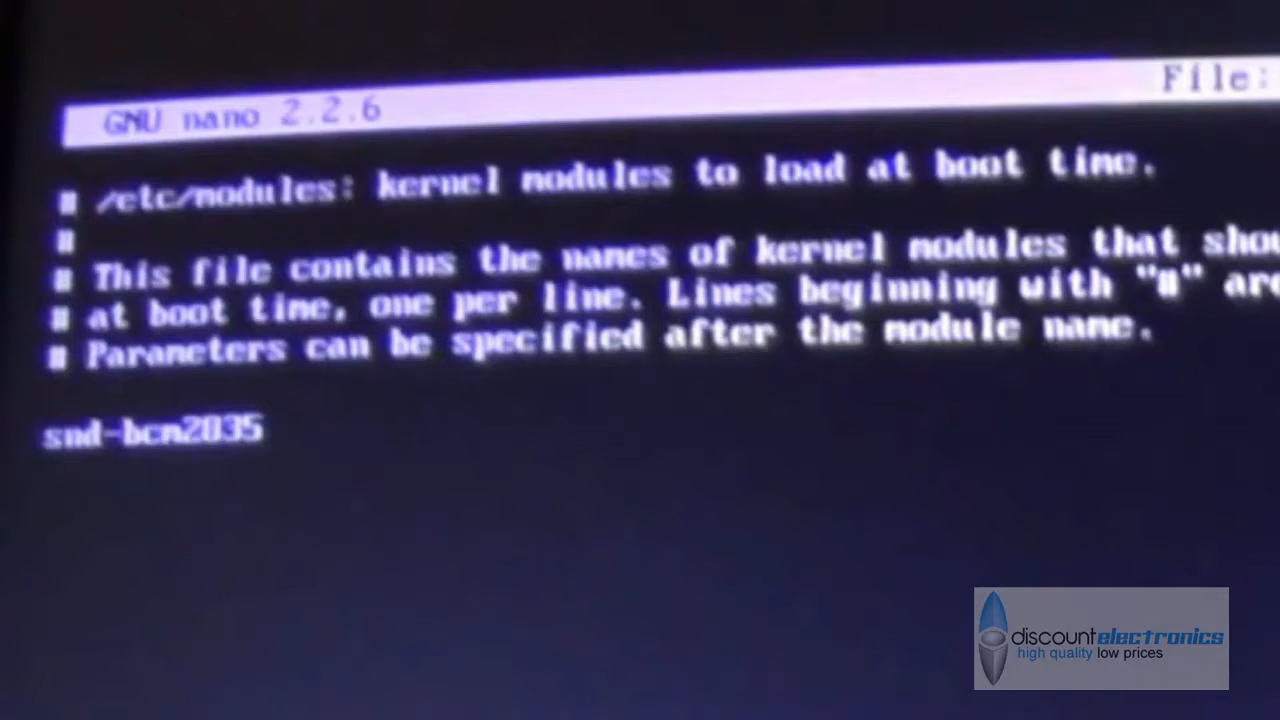 GNU nano 2.2.6 File:
# /etc/modules: kernel modules to load at boot time.
#
# This file contains the names of kernel modules that shou
# at boot time, one per line. Lines beginning with "#" are
# Parameters can be specified after the module name.
snd-bcm2835
discountelectronics
high quality low prices